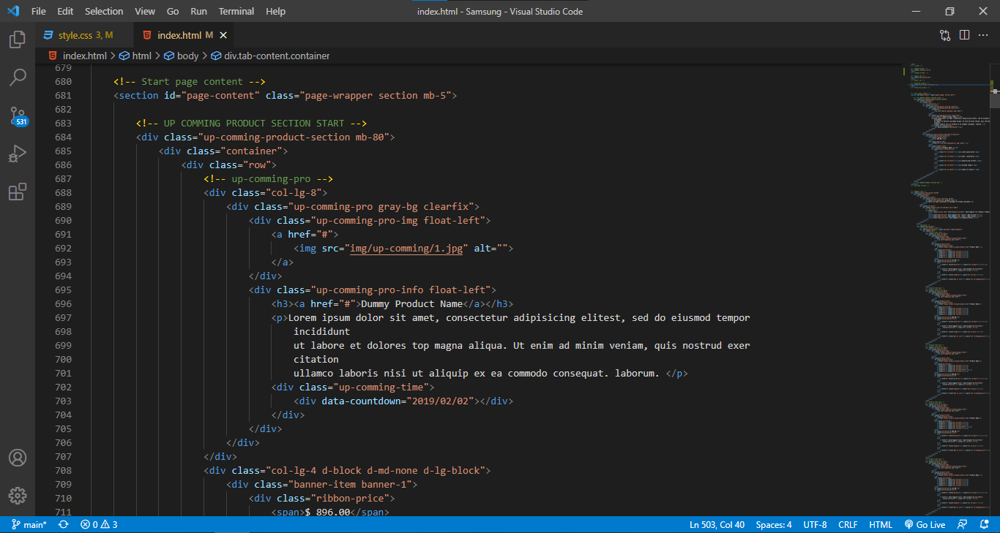 File Edit Selection View Go Run Terminal Help index.html - Samsung - Visual Studio Code
style.css 3, M index.html M
index.html > html > body > div.tab-content.container
679
680 <!-- Start page content -->
681 <section id="page-content" class="page-wrapper section mb-5">
682
683 <!-- UP COMMING PRODUCT SECTION START -->
684 <div class="up-comming-product-section mb-80">
685 <div class="container">
686 <div class="row">
687 <!-- up-comming-pro -->
688 <div class="col-lg-8">
689 <div class="up-comming-pro gray-bg clearfix">
690 <div class="up-comming-pro-img float-left">
691 <a href="#">
692 <img src="img/up-comming/1.jpg" alt="">
693 </a>
694 </div>
695 <div class="up-comming-pro-info float-left">
696 <h3><a href="#">Dummy Product Name</a></h3>
697 <p>Lorem ipsum dolor sit amet, consectetur adipisicing elitest, sed do eiusmod tempor
698 incididunt
699 ut labore et dolores top magna aliqua. Ut enim ad minim veniam, quis nostrud exer
700 citation
701 ullamco laboris nisi ut aliquip ex ea commodo consequat. laborum. </p>
702 <div class="up-comming-time">
703 <div data-countdown="2019/02/02"></div>
704 </div>
705 </div>
706 </div>
707 </div>
708 <div class="col-lg-4 d-block d-md-none d-lg-block">
709 <div class="banner-item banner-1">
710 <div class="ribbon-price">
711 <span>$ 896.00</span>
531
main* 0 3 Ln 503, Col 40 Spaces: 4 UTF-8 CRLF HTML Go Live